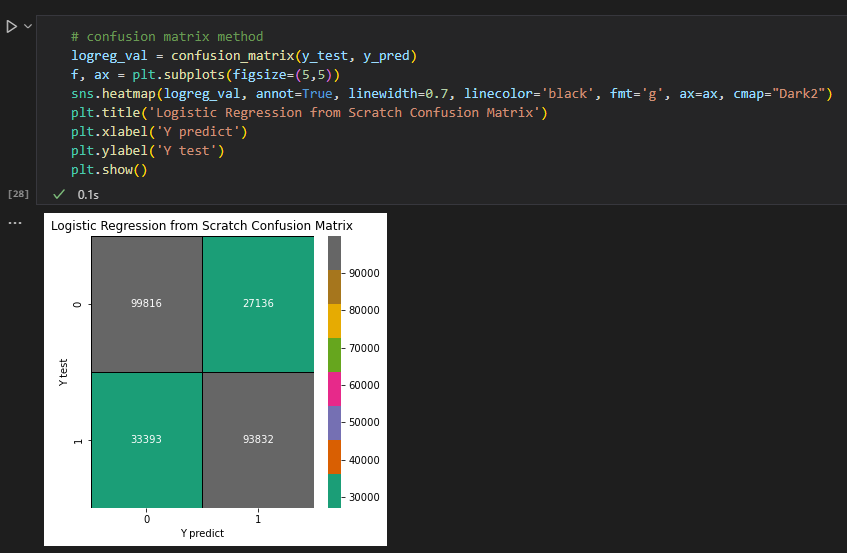 # confusion matrix method
logreg_val = confusion_matrix(y_test, y_pred)
f, ax = plt.subplots(figsize=(5,5))
sns.heatmap(logreg_val, annot=True, linewidth=0.7, linecolor='black', fmt='g', ax=ax, cmap="Dark2")
plt.title('Logistic Regression from Scratch Confusion Matrix')
plt.xlabel('Y predict')
plt.ylabel('Y test')
plt.show()
[28]
0.1s
...
Logistic Regression from Scratch Confusion Matrix
Y test
0
99816
27136
1
33393
93832
0
1
Y predict
90000
80000
70000
60000
50000
40000
30000